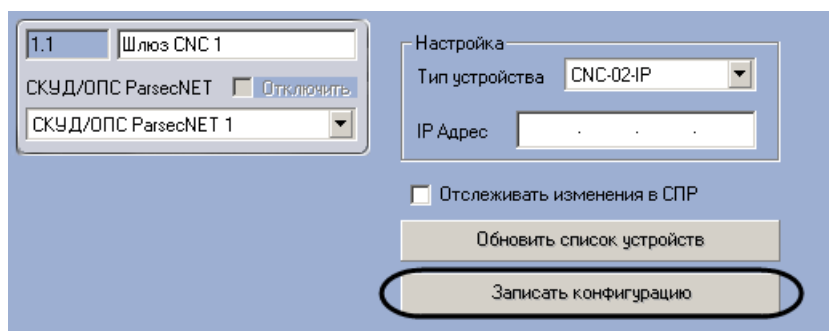 1.1 Шлюз CNC 1
СКУД/ОПС ParsecNET Отключить
СКУД/ОПС ParsecNET 1
Настройка
Тип устройства CNC-02-IP
IP Адрес . . .
Отслеживать изменения в СПР
Обновить список устройств
Записать конфигурацию